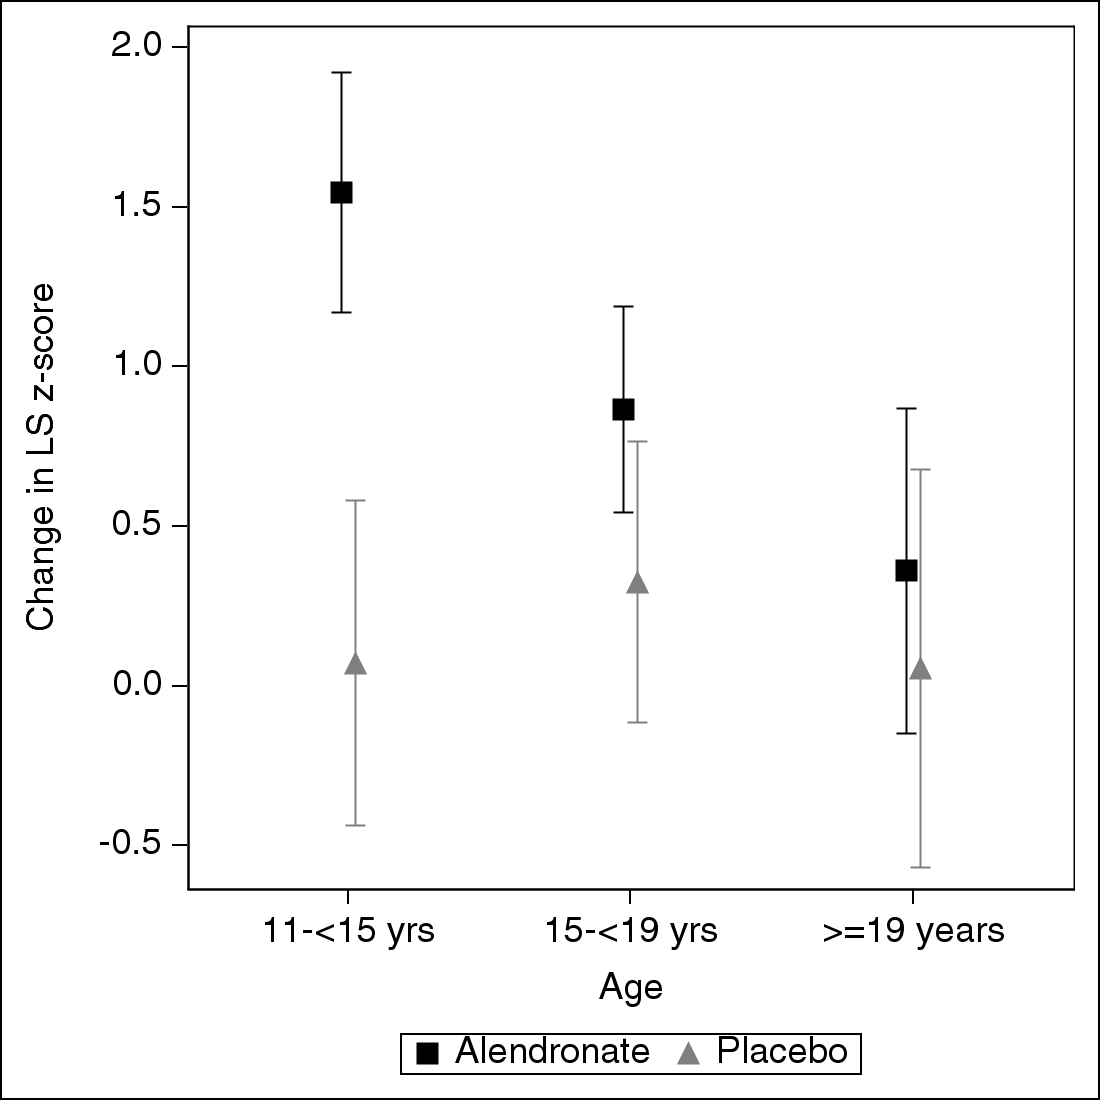 2.0
1.5
1.0
0.5
0.0
-0.5
Change in LS z-score
11-<15 yrs
15-<19 yrs
>=19 years
Age
Alendronate
Placebo